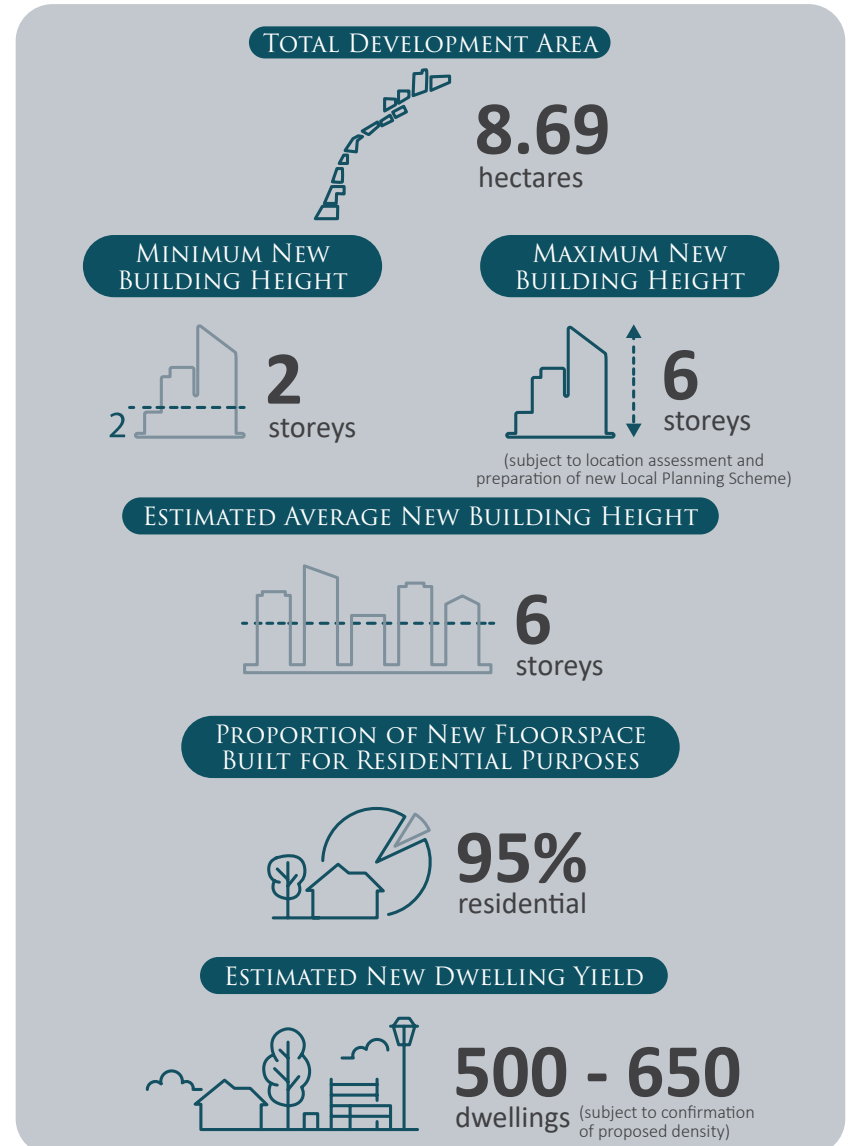 TOTAL DEVELOPMENT AREA
8.69
hectares
MINIMUM NEW
BUILDING HEIGHT
2
2
storeys
MAXIMUM NEW
BUILDING HEIGHT
6
storeys
(subject to location assessment and
preparation of new Local Planning Scheme)
ESTIMATED AVERAGE NEW BUILDING HEIGHT
6
storeys
PROPORTION OF NEW FLOORSPACE
BUILT FOR RESIDENTIAL PURPOSES
95%
residential
ESTIMATED NEW DWELLING YIELD
500 - 650
dwellings (subject to confirmation
of proposed density)